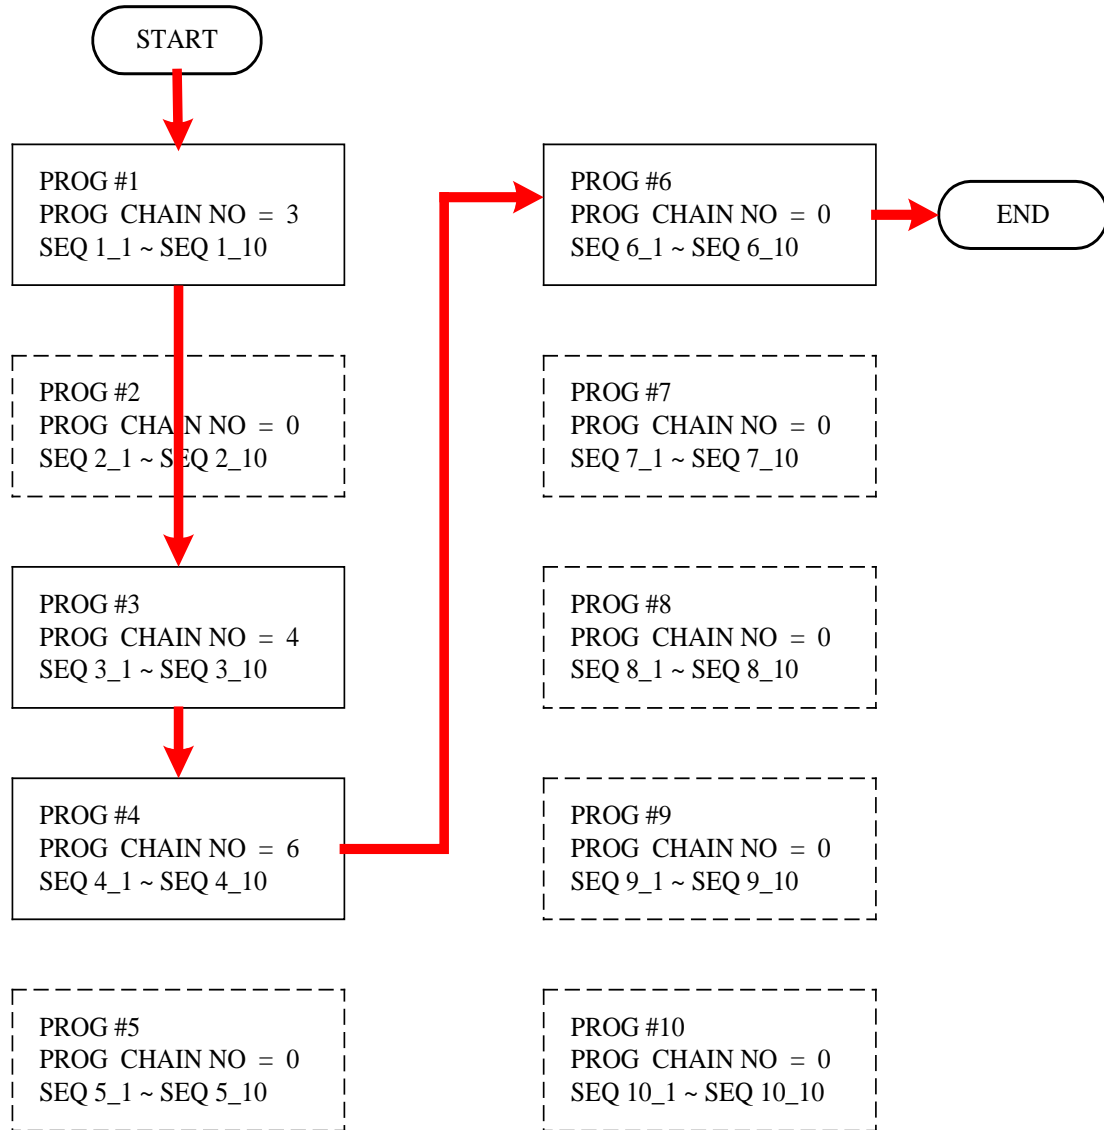 START
PROG #1
PROG CHAIN NO = 3
SEQ 1_1 ~ SEQ 1_10
PROG #2
PROG CHAIN NO = 0
SEQ 2_1 ~ SEQ 2_10
PROG #3
PROG CHAIN NO = 4
SEQ 3_1 ~ SEQ 3_10
PROG #4
PROG CHAIN NO = 6
SEQ 4_1 ~ SEQ 4_10
PROG #5
PROG CHAIN NO = 0
SEQ 5_1 ~ SEQ 5_10
PROG #6
PROG CHAIN NO = 0
SEQ 6_1 ~ SEQ 6_10
END
PROG #7
PROG CHAIN NO = 0
SEQ 7_1 ~ SEQ 7_10
PROG #8
PROG CHAIN NO = 0
SEQ 8_1 ~ SEQ 8_10
PROG #9
PROG CHAIN NO = 0
SEQ 9_1 ~ SEQ 9_10
PROG #10
PROG CHAIN NO = 0
SEQ 10_1 ~ SEQ 10_10